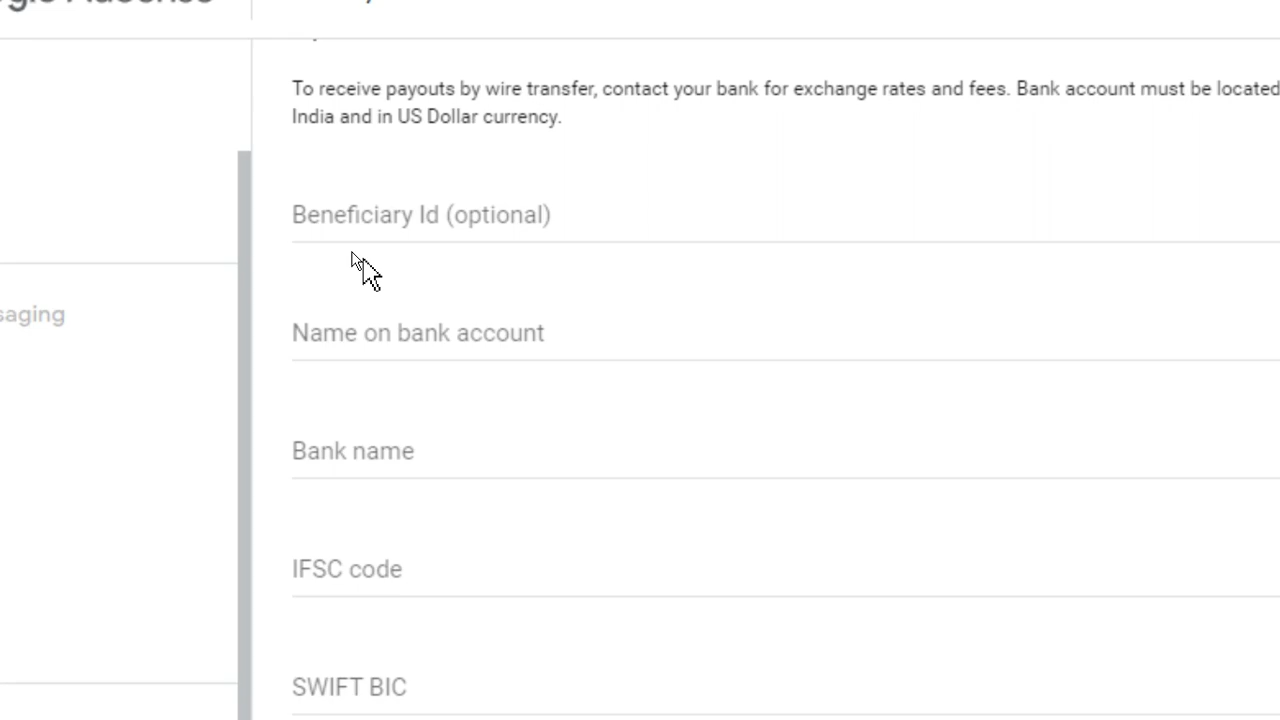 To receive payouts by wire transfer, contact your bank for exchange rates and fees. Bank account must be located
India and in US Dollar currency.
Beneficiary Id (optional)
Name on bank account
saging
Bank name
IFSC code
SWIFT BIC